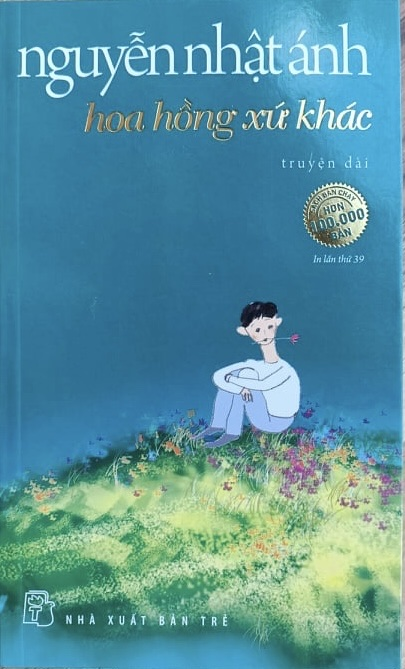 nguyễn nhật ánh
hoa hồng xứ khác
truyện dài
SÁCH BÁN CHẠY
HƠN
100.000
BẢN
In lần thứ 39
NHÀ XUẤT BẢN TRẺ